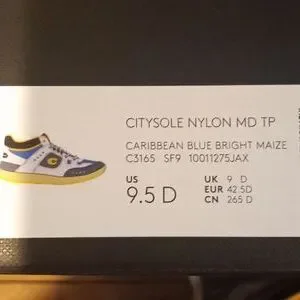 CITYSOLE NYLON MD TP
CARIBBEAN BLUE BRIGHT MAIZE
C3165 SF9 10011275JAX
US
9.5 D
UK 9 D
EUR 42.5D
CN 265 D